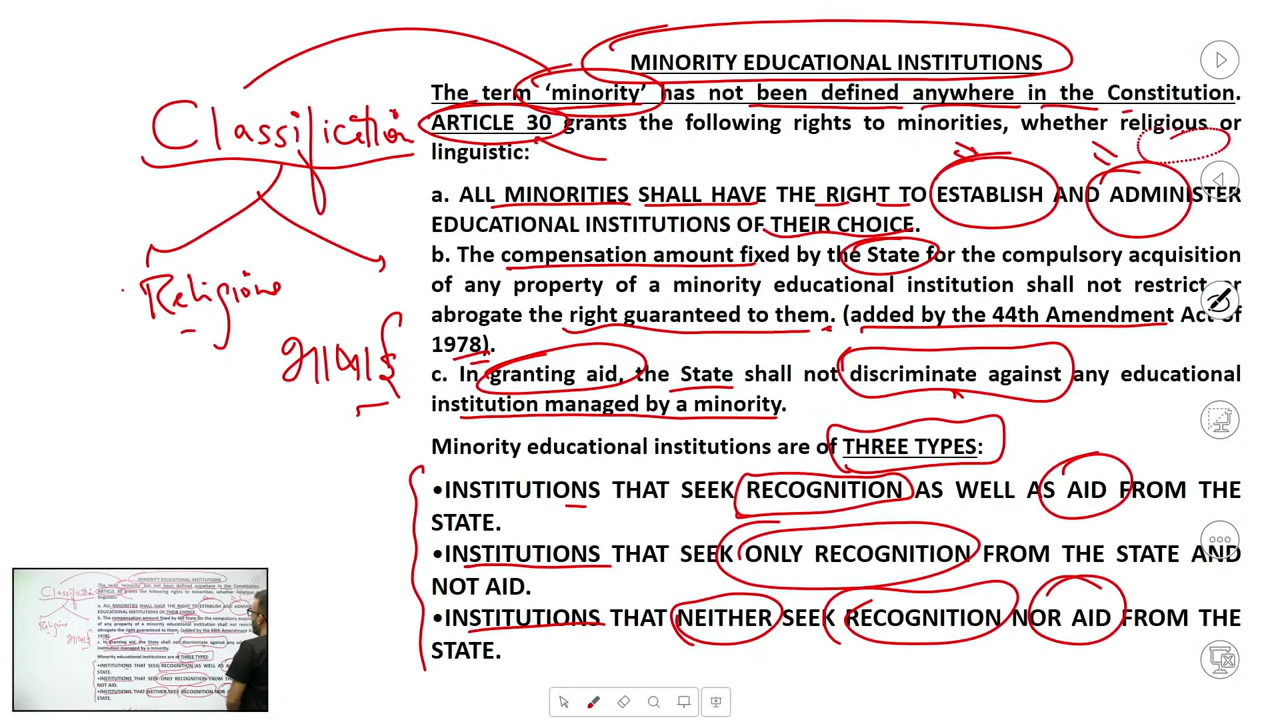 MINORITY EDUCATIONAL INSTITUTIONS
The term ‘minority’ has not been defined anywhere in the Constitution.
ARTICLE 30 grants the following rights to minorities, whether religious or
linguistic:
a. ALL MINORITIES SHALL HAVE THE RIGHT TO ESTABLISH AND ADMINISTER
EDUCATIONAL INSTITUTIONS OF THEIR CHOICE.
b. The compensation amount fixed by the State for the compulsory acquisition
of any property of a minority educational institution shall not restrict or
abrogate the right guaranteed to them. (added by the 44th Amendment Act of
1978).
c. In granting aid, the State shall not discriminate against any educational
institution managed by a minority.
Minority educational institutions are of THREE TYPES:
•INSTITUTIONS THAT SEEK RECOGNITION AS WELL AS AID FROM THE
STATE.
•INSTITUTIONS THAT SEEK ONLY RECOGNITION FROM THE STATE AND
NOT AID.
•INSTITUTIONS THAT NEITHER SEEK RECOGNITION NOR AID FROM THE
STATE.
Classification